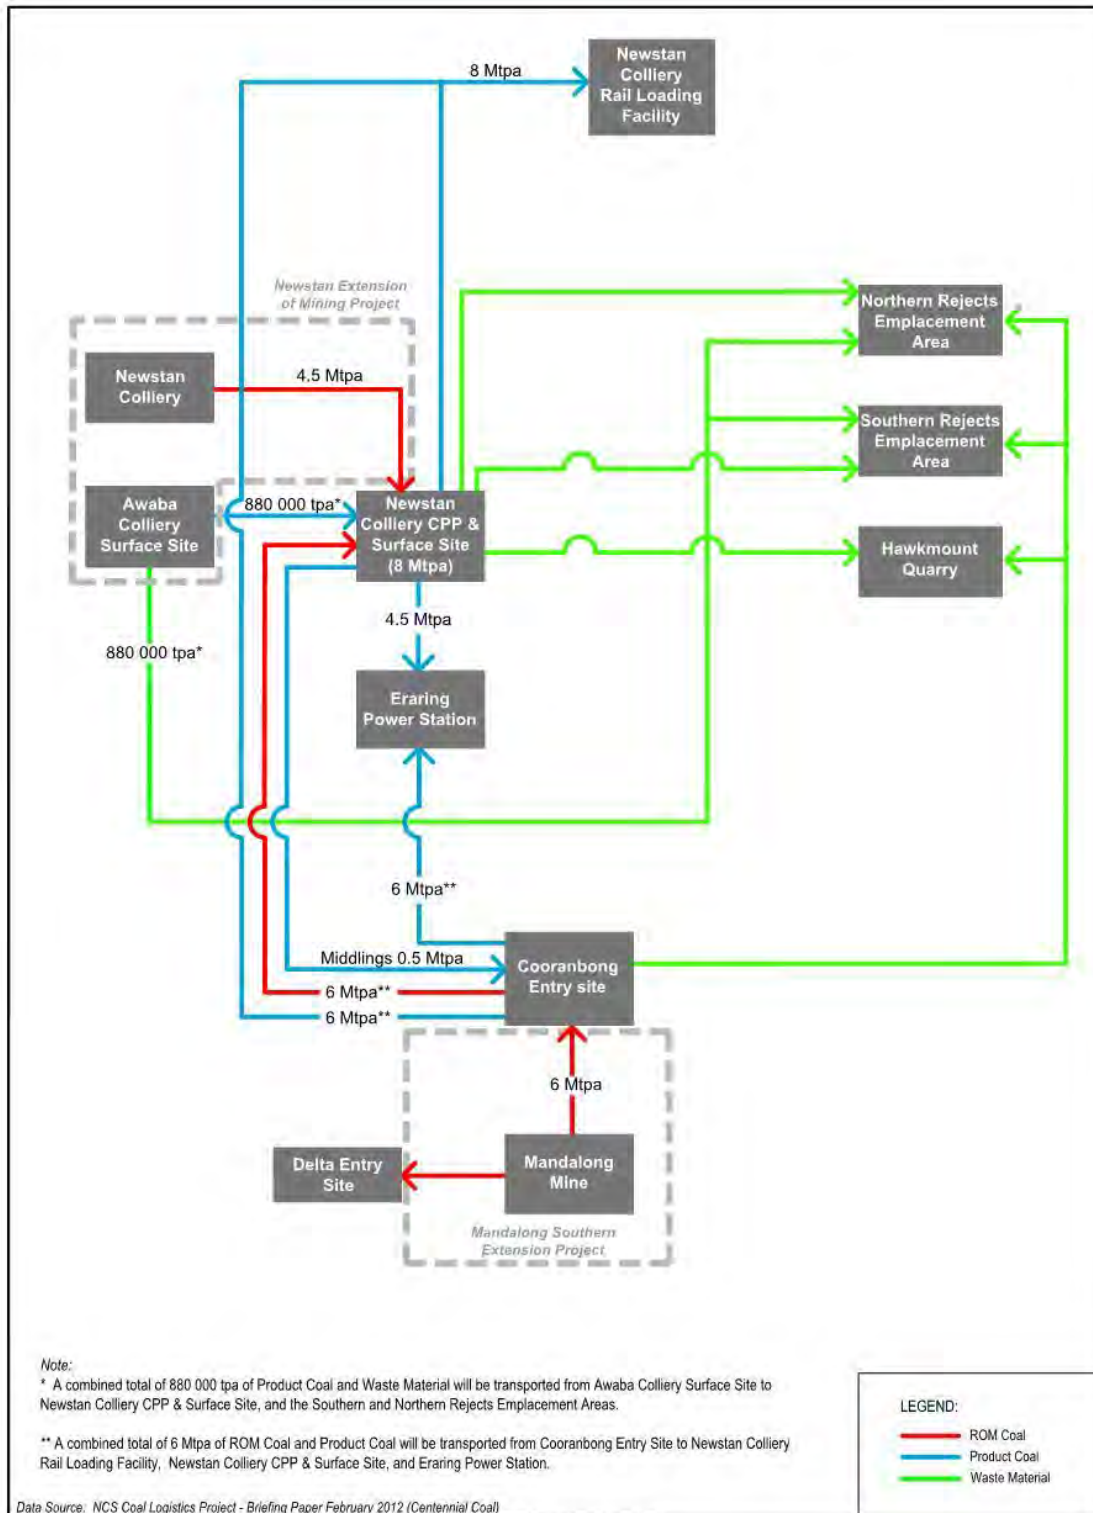 Newstan
Colliery
Rail Loading
Facility
8 Mtpa
Newstan Extension
of Mining Project
Northern Rejects
Emplacement
Area
Newstan
Colliery
4.5 Mtpa
Southern Rejects
Emplacement
Area
Awaba
Colliery
Surface Site
880 000 tpa*
Newstan
Colliery CPP &
Surface Site
(8 Mtpa)
Hawkmount
Quarry
4.5 Mtpa
880 000 tpa*
Eraring
Power Station
6 Mtpa**
Middlings 0.5 Mtpa
6 Mtpa**
6 Mtpa**
Cooranbong
Entry site
6 Mtpa
Delta Entry
Site
Mandalong
Mine
Mandalong Southern
Extension Project
Note:
* A combined total of 880 000 tpa of Product Coal and Waste Material will be transported from Awaba Colliery Surface Site to
Newstan Colliery CPP & Surface Site, and the Southern and Northern Rejects Emplacement Areas.
** A combined total of 6 Mtpa of ROM Coal and Product Coal will be transported from Cooranbong Entry Site to Newstan Colliery
Rail Loading Facility, Newstan Colliery CPP & Surface Site, and Eraring Power Station.
LEGEND:
ROM Coal
Product Coal
Waste Material
Data Source: NCS Coal Logistics Project - Briefing Paper February 2012 (Centennial Coal)